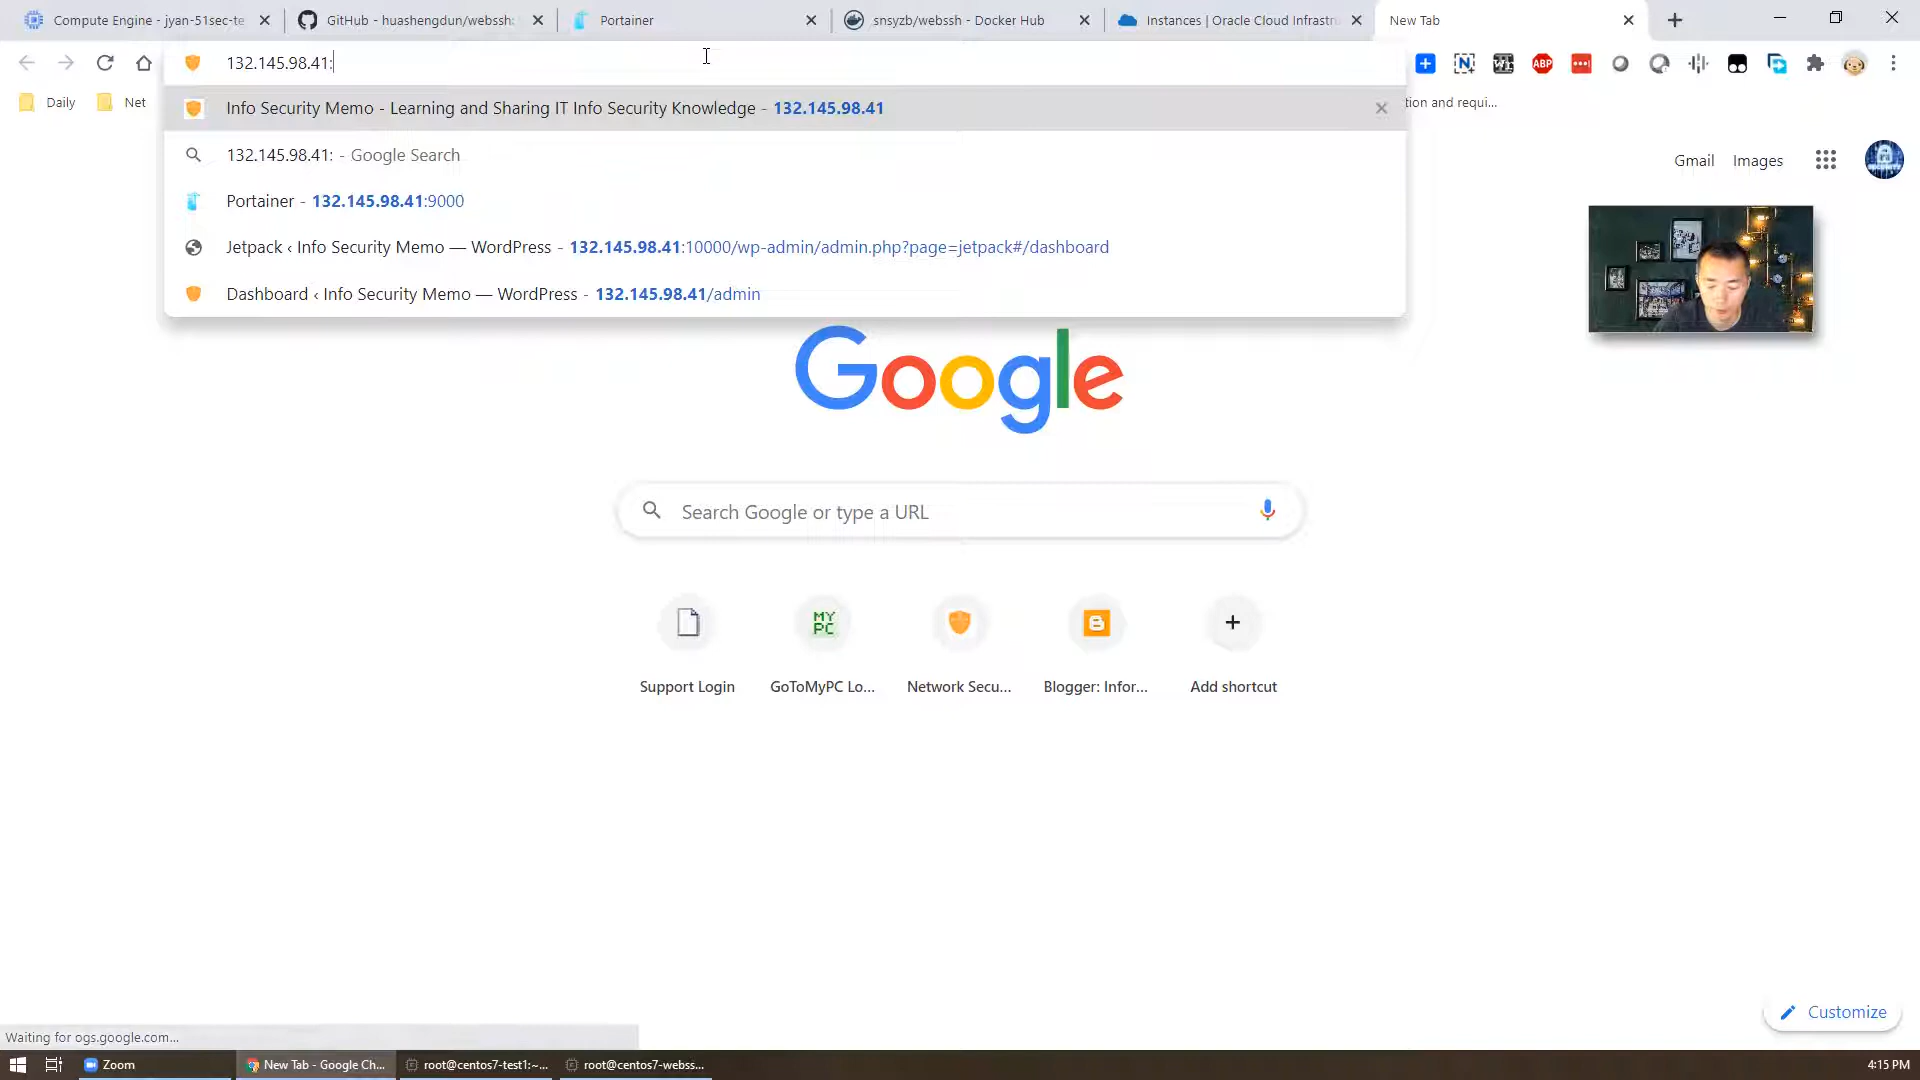 Compute Engine - jyan-51sec-te
GitHub - huashengdun/webssh:
Portainer
snsyzb/webssh - Docker Hub
Instances | Oracle Cloud Infrastru
New Tab
132.145.98.41:
ABP
Daily
Net
Info Security Memo - Learning and Sharing IT Info Security Knowledge - 132.145.98.41
tion and requi...
132.145.98.41: - Google Search
Portainer - 132.145.98.41:9000
Jetpack ‹ Info Security Memo — WordPress - 132.145.98.41:10000/wp-admin/admin.php?page=jetpack#/dashboard
Dashboard ‹ Info Security Memo — WordPress - 132.145.98.41/admin
Gmail
Images
Google
Search Google or type a URL
MY
PC
Support Login
GoToMyPC Lo...
Network Secu...
Blogger: Infor...
Add shortcut
Customize
Waiting for ogs.google.com...
Zoom
New Tab - Google Ch...
root@centos7-test1:~...
root@centos7-webss...
4:15 PM